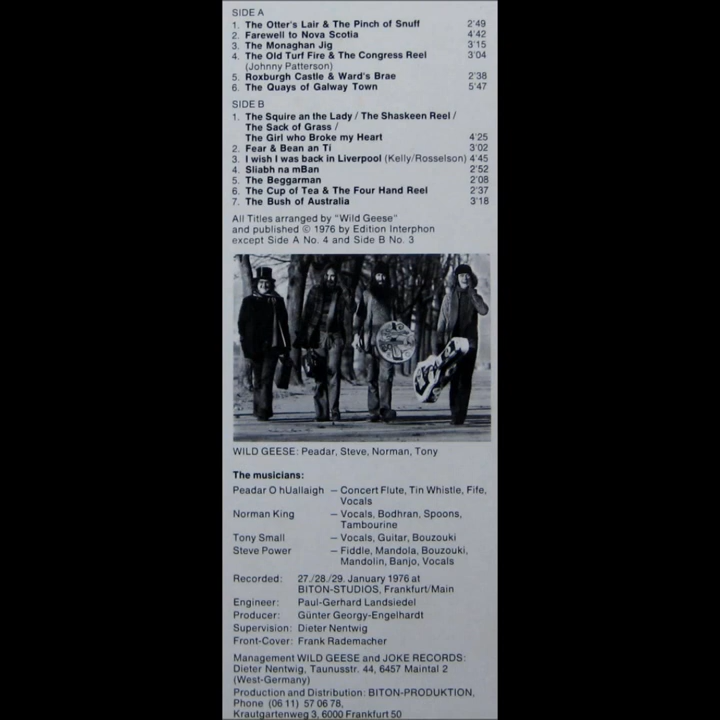 SIDE A
1. The Otter's Lair & The Pinch of Snuff 2'49
2. Farewell to Nova Scotia 4'42
3. The Monaghan Jig 3'15
4. The Old Turf Fire & The Congress Reel 3'04
(Johnny Patterson)
5. Roxburgh Castle & Ward's Brae 2'38
6. The Quays of Galway Town 5'47
SIDE B
1. The Squire an the Lady / The Shaskeen Reel /
The Sack of Grass /
The Girl who Broke my Heart 4'25
2. Fear & Bean an Ti 3'02
3. I wish I was back in Liverpool (Kelly/Rosselson) 4'45
4. Sliabh na mBan 2'52
5. The Beggarman 2'08
6. The Cup of Tea & The Four Hand Reel 2'37
7. The Bush of Australia 3'18
All Titles arranged by "Wild Geese"
and published © 1976 by Edition Interphon
except Side A No. 4 and Side B No. 3
WILD GEESE: Peadar, Steve, Norman, Tony
The musicians:
Peadar O hUallaigh – Concert Flute, Tin Whistle, Fife,
Vocals
Norman King – Vocals, Bodhran, Spoons,
Tambourine
Tony Small – Vocals, Guitar, Bouzouki
Steve Power – Fiddle, Mandola, Bouzouki,
Mandolin, Banjo, Vocals
Recorded: 27./28./29. January 1976 at
BITON-STUDIOS, Frankfurt/Main
Engineer: Paul-Gerhard Landsiedel
Producer: Günter Georgy-Engelhardt
Supervision: Dieter Nentwig
Front-Cover: Frank Rademacher
Management WILD GEESE and JOKE RECORDS:
Dieter Nentwig, Taunusstr. 44, 6457 Maintal 2
(West-Germany)
Production and Distribution: BITON-PRODUKTION,
Phone (06 11) 57 06 78,
Krautgartenweg 3, 6000 Frankfurt 50